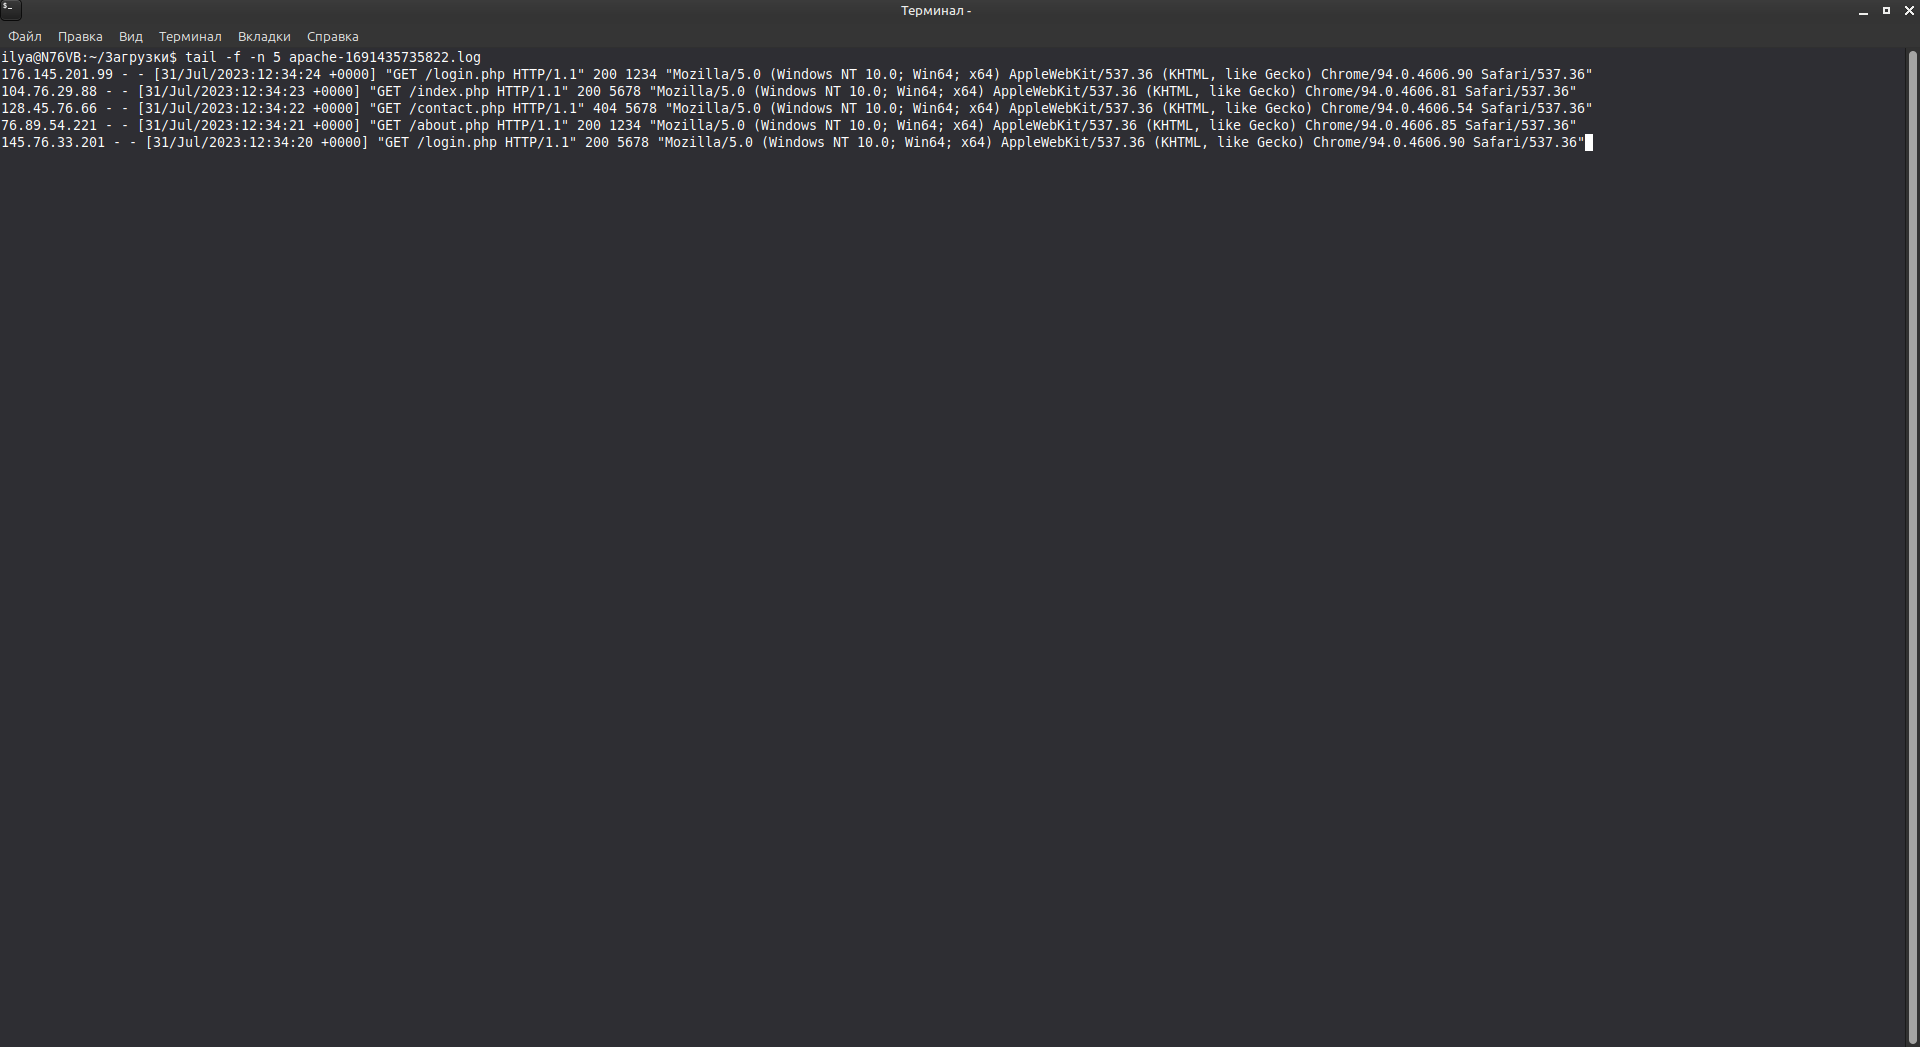 Терминал -
Файл Правка Вид Терминал Вкладки Справка
ilya@N76VB:~/Загрузки$ tail -f -n 5 apache-1691435735822.log
176.145.201.99 - - [31/Jul/2023:12:34:24 +0000] "GET /login.php HTTP/1.1" 200 1234 "Mozilla/5.0 (Windows NT 10.0; Win64; x64) AppleWebKit/537.36 (KHTML, like Gecko) Chrome/94.0.4606.90 Safari/537.36"
104.76.29.88 - - [31/Jul/2023:12:34:23 +0000] "GET /index.php HTTP/1.1" 200 5678 "Mozilla/5.0 (Windows NT 10.0; Win64; x64) AppleWebKit/537.36 (KHTML, like Gecko) Chrome/94.0.4606.81 Safari/537.36"
128.45.76.66 - - [31/Jul/2023:12:34:22 +0000] "GET /contact.php HTTP/1.1" 404 5678 "Mozilla/5.0 (Windows NT 10.0; Win64; x64) AppleWebKit/537.36 (KHTML, like Gecko) Chrome/94.0.4606.54 Safari/537.36"
76.89.54.221 - - [31/Jul/2023:12:34:21 +0000] "GET /about.php HTTP/1.1" 200 1234 "Mozilla/5.0 (Windows NT 10.0; Win64; x64) AppleWebKit/537.36 (KHTML, like Gecko) Chrome/94.0.4606.85 Safari/537.36"
145.76.33.201 - - [31/Jul/2023:12:34:20 +0000] "GET /login.php HTTP/1.1" 200 5678 "Mozilla/5.0 (Windows NT 10.0; Win64; x64) AppleWebKit/537.36 (KHTML, like Gecko) Chrome/94.0.4606.90 Safari/537.36"